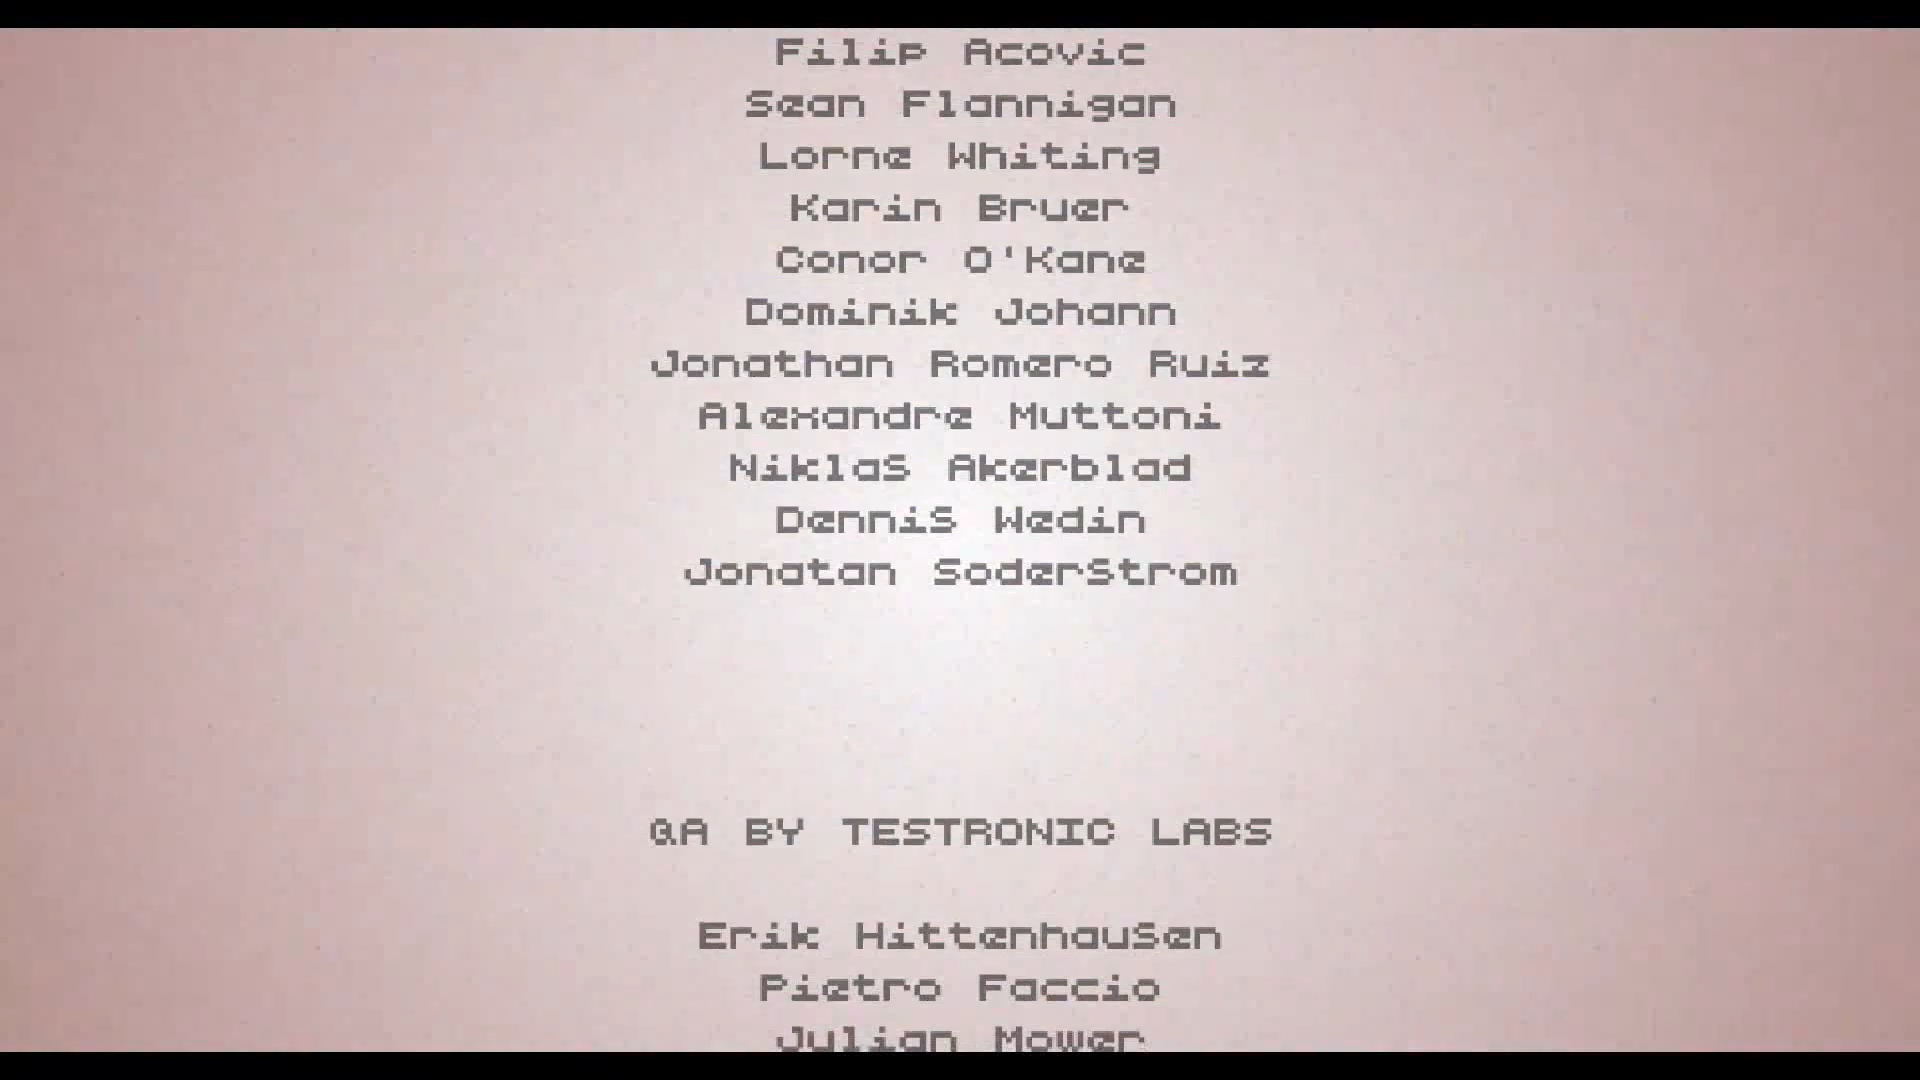 Filip Acovic
Sean Flannigan
Lorne Whiting
Karin Bruer
Conor O'Kane
Dominik Johann
Jonathan Romero Ruiz
Alexandre Muttoni
NiklaS Akerblad
DenniS Wedin
Jonatan SoderStrom
QA BY TESTRONIC LABS
Erik HittenhauSen
Pietro Faccio
Julian Mower